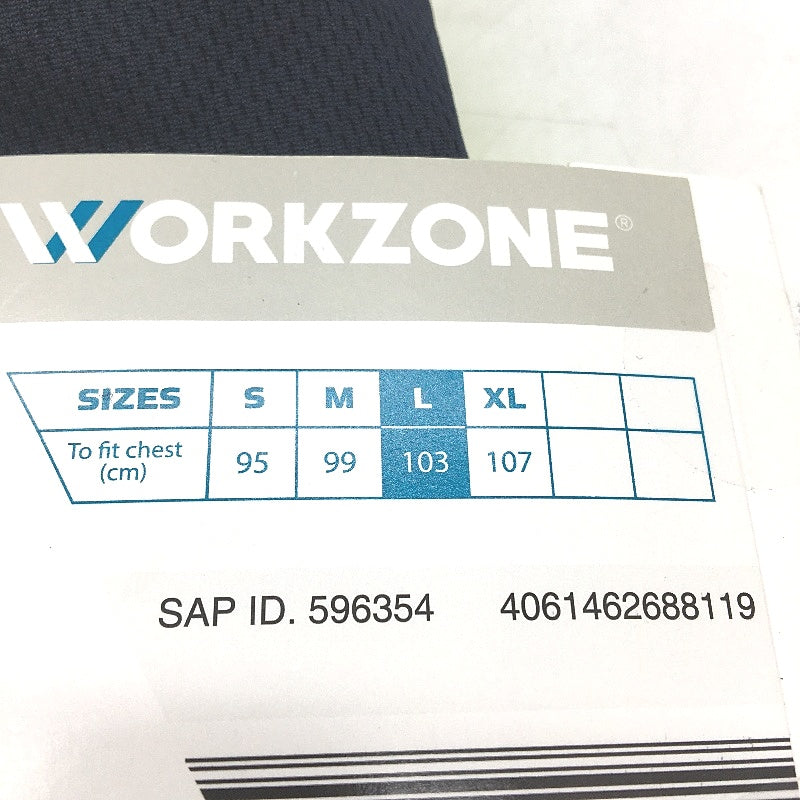 WORKZONE®
SIZES S M L XL
To fit chest 95 99 103 107
(cm)
SAP ID. 596354 4061462688119